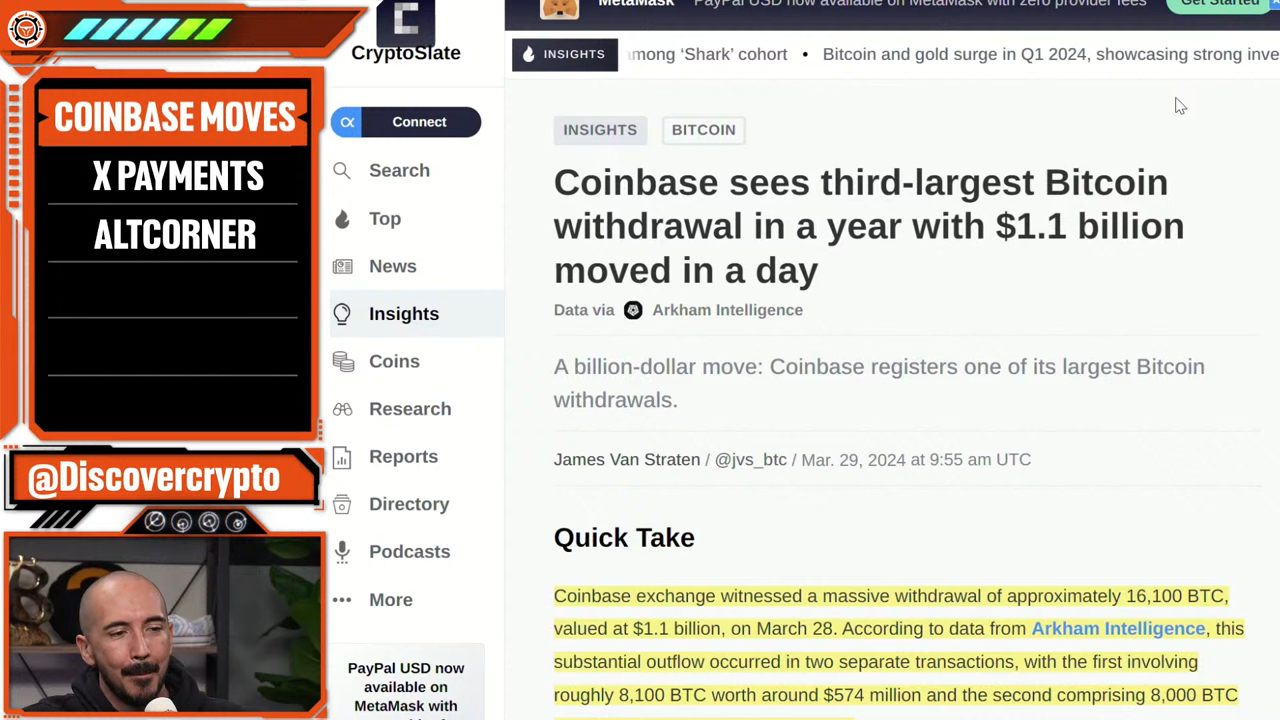 COINBASE MOVES
X PAYMENTS
ALTCORNER
@Discovercrypto
CryptoSlate
Connect
Search
Top
News
Insights
Coins
Research
Reports
Directory
Podcasts
More
PayPal USD now
available on
MetaMask with
MetaMask PayPal USD now available on MetaMask with zero provider fees Get Started
INSIGHTS mong ‘Shark’ cohort • Bitcoin and gold surge in Q1 2024, showcasing strong inve
INSIGHTS BITCOIN
Coinbase sees third-largest Bitcoin
withdrawal in a year with $1.1 billion
moved in a day
Data via Arkham Intelligence
A billion-dollar move: Coinbase registers one of its largest Bitcoin
withdrawals.
James Van Straten / @jvs_btc / Mar. 29, 2024 at 9:55 am UTC
Quick Take
Coinbase exchange witnessed a massive withdrawal of approximately 16,100 BTC,
valued at $1.1 billion, on March 28. According to data from Arkham Intelligence, this
substantial outflow occurred in two separate transactions, with the first involving
roughly 8,100 BTC worth around $574 million and the second comprising 8,000 BTC